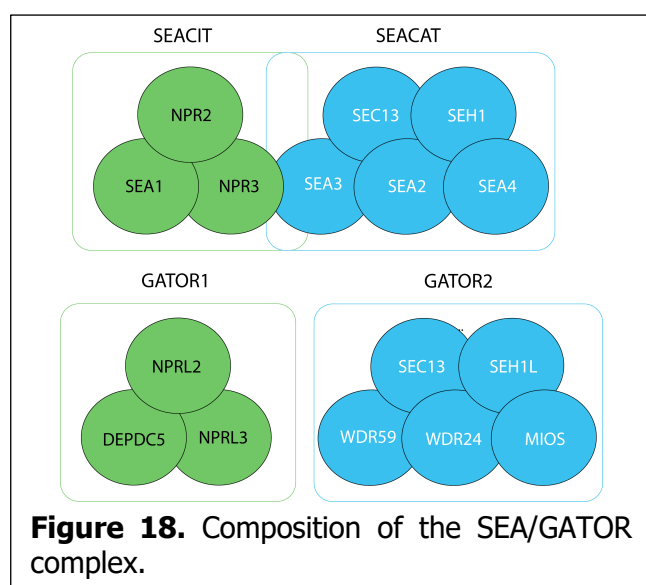 SEACIT SEACAT
NPR2 SEC13 SEH1
SEA1 NPR3 SEA3 SEA2 SEA4
GATOR1 GATOR2
..
NPRL2 SEC13 SEH1L
DEPDC5 NPRL3 WDR59 WDR24 MIOS
Figure 18. Composition of the SEA/GATOR
complex.